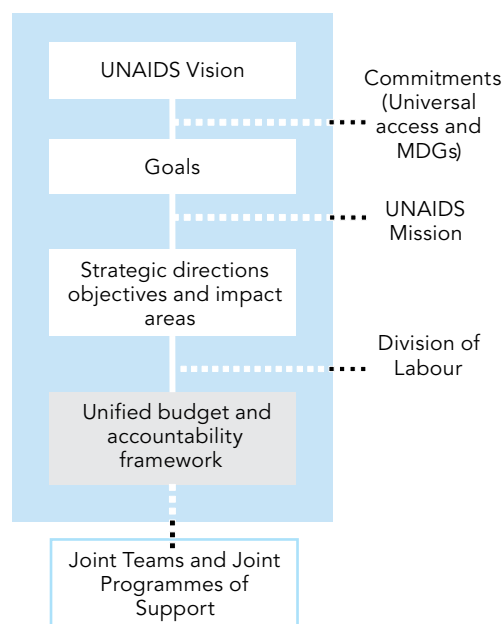 UNAIDS Vision
Commitments
(Universal
access and
MDGs)
Goals
UNAIDS
Mission
Strategic directions
objectives and impact
areas
Division of
Labour
Unified budget and
accountability
framework
Joint Teams and Joint
Programmes of
Support